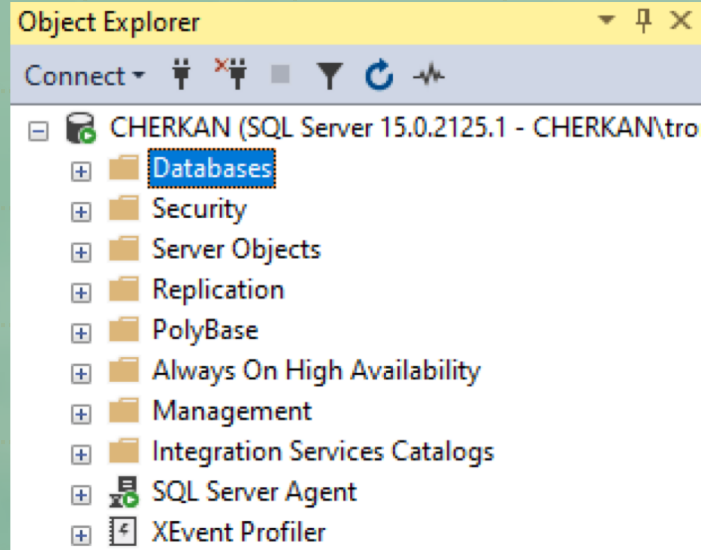 Object Explorer
Connect
CHERKAN (SQL Server 15.0.2125.1 - CHERKAN\tro
Databases
Security
Server Objects
Replication
PolyBase
Always On High Availability
Management
Integration Services Catalogs
SQL Server Agent
XEvent Profiler